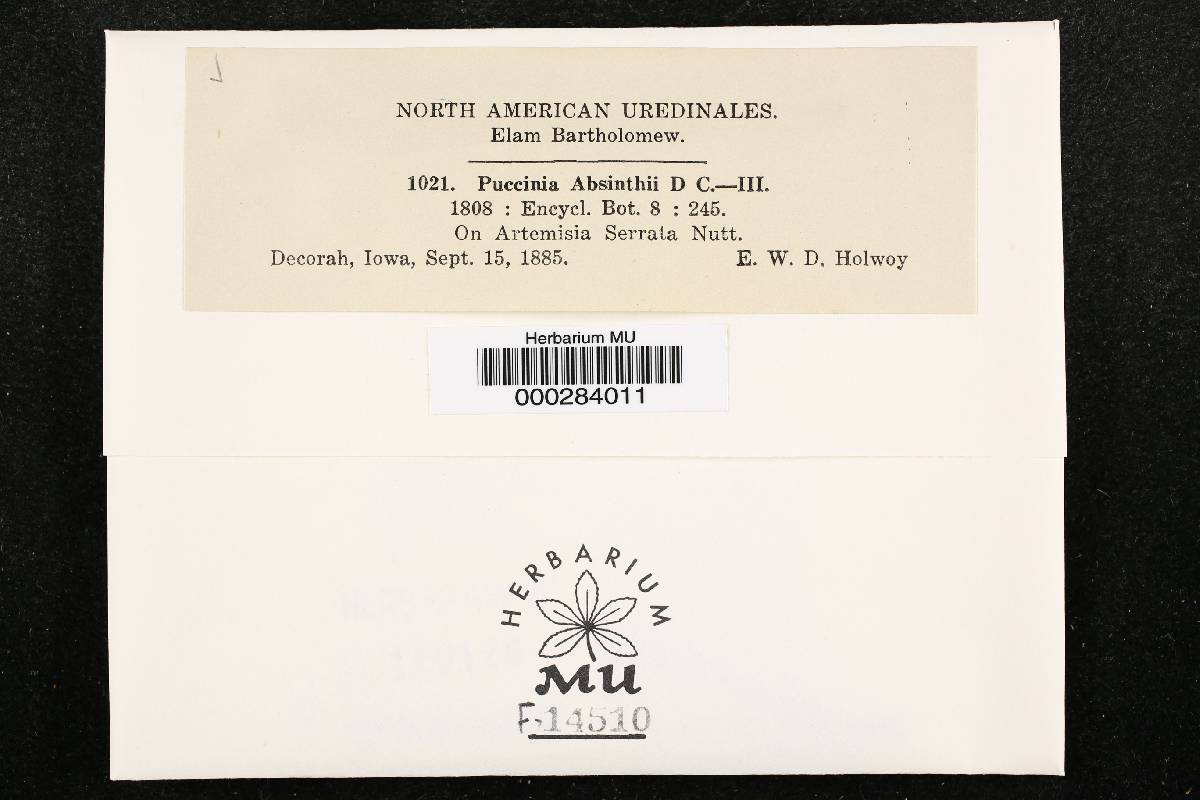 NORTH AMERICAN UREDINALES.
Elam Bartholomew.
1021. Puccinia Absinthii D C.—III.
1808 : Encycl. Bot. 8 : 245.
On Artemisia Serrata Nutt.
Decorah, Iowa, Sept. 15, 1885. E. W. D. Holwoy
Herbarium MU
000284011
HERBARIUM
MU
F-14510